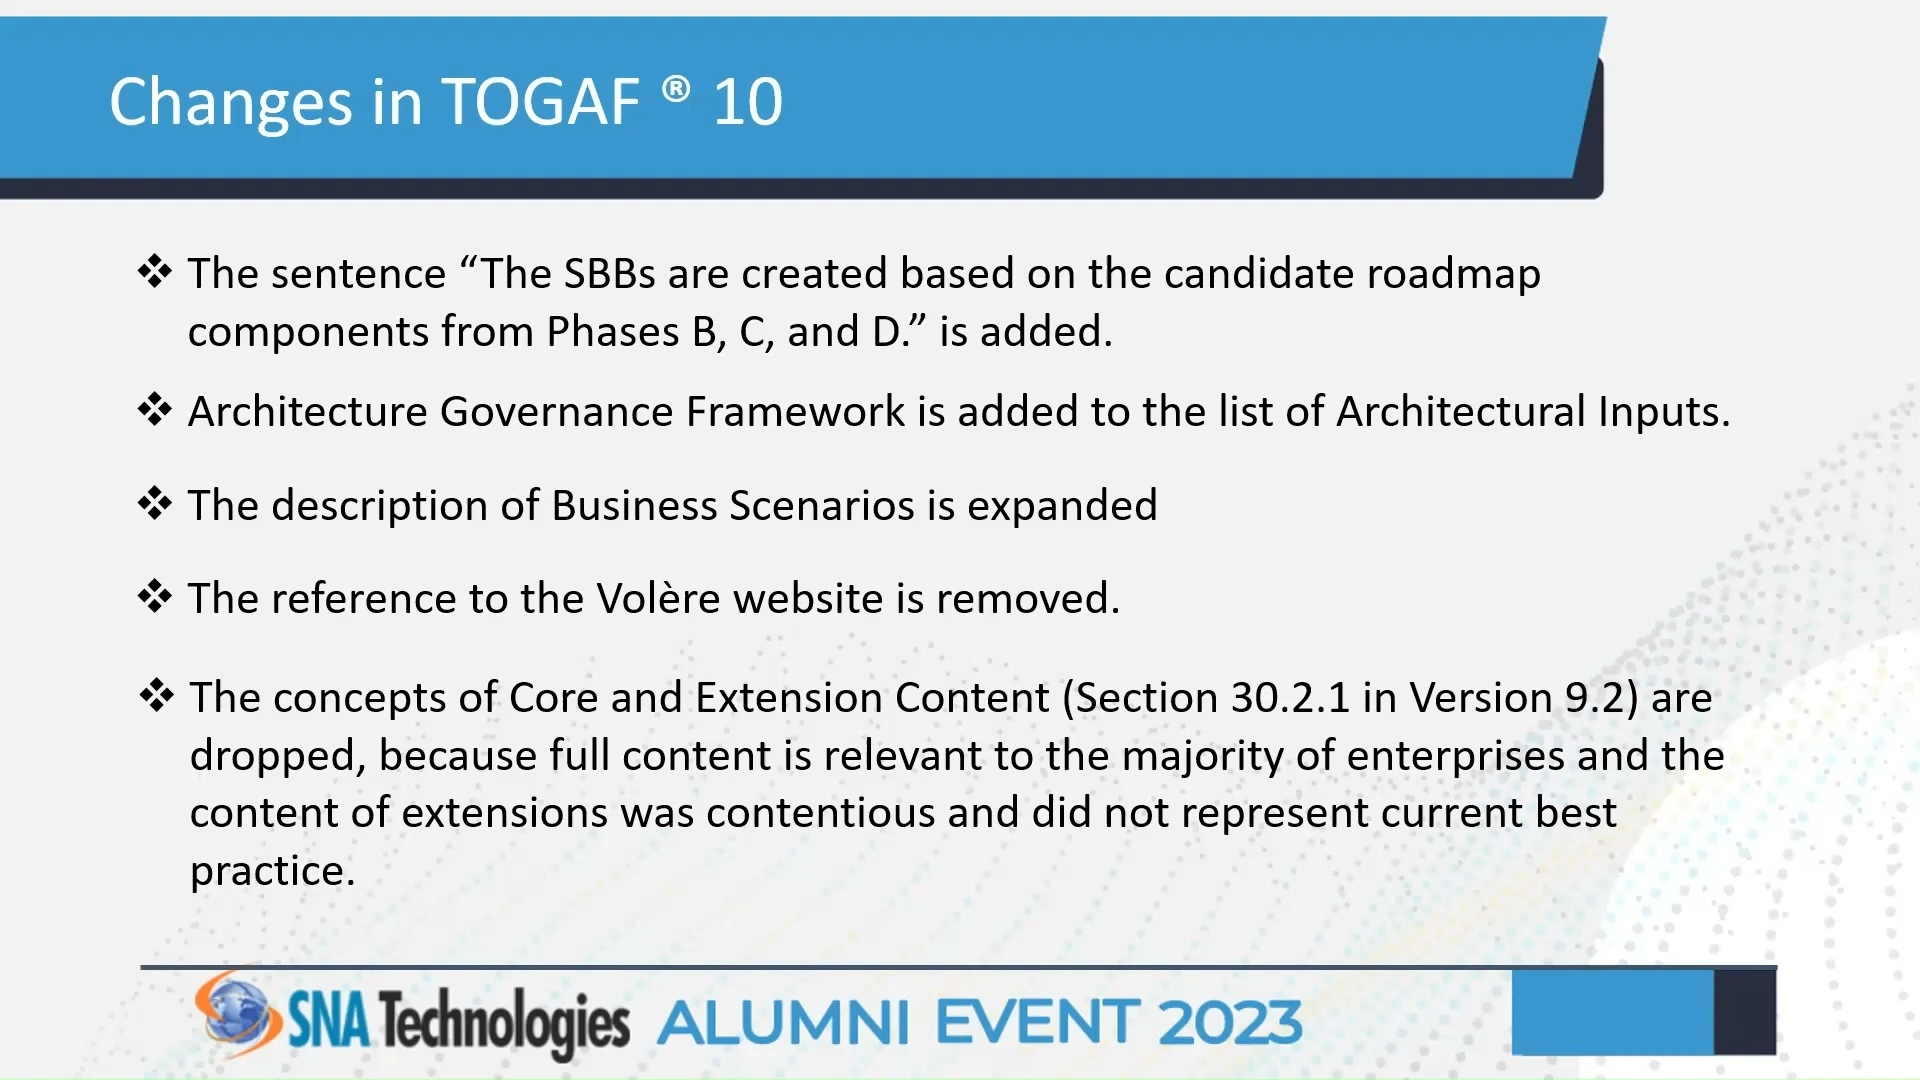 Changes in TOGAF ® 10
❖ The sentence “The SBBs are created based on the candidate roadmap
components from Phases B, C, and D.” is added.
❖ Architecture Governance Framework is added to the list of Architectural Inputs.
❖ The description of Business Scenarios is expanded
❖ The reference to the Volère website is removed.
❖ The concepts of Core and Extension Content (Section 30.2.1 in Version 9.2) are
dropped, because full content is relevant to the majority of enterprises and the
content of extensions was contentious and did not represent current best
practice.
SNA Technologies ALUMNI EVENT 2023